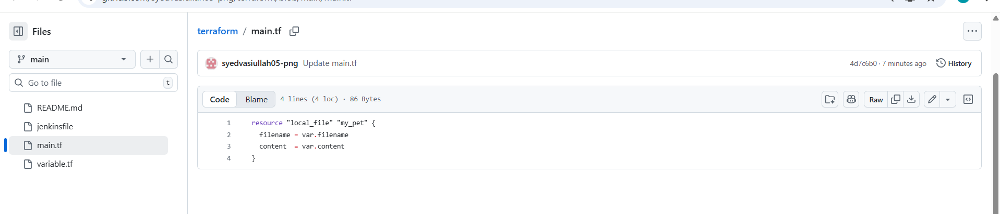 Files
terraform / main.tf
main
syedvasiullah05-png Update main.tf
4d7c6b0 · 7 minutes ago
History
Go to file
t
Code
Blame
4 lines (4 loc) · 86 Bytes
Raw
README.md
jenkinsfile
main.tf
variable.tf
1 resource "local_file" "my_pet" {
2 filename = var.filename
3 content  = var.content
4 }